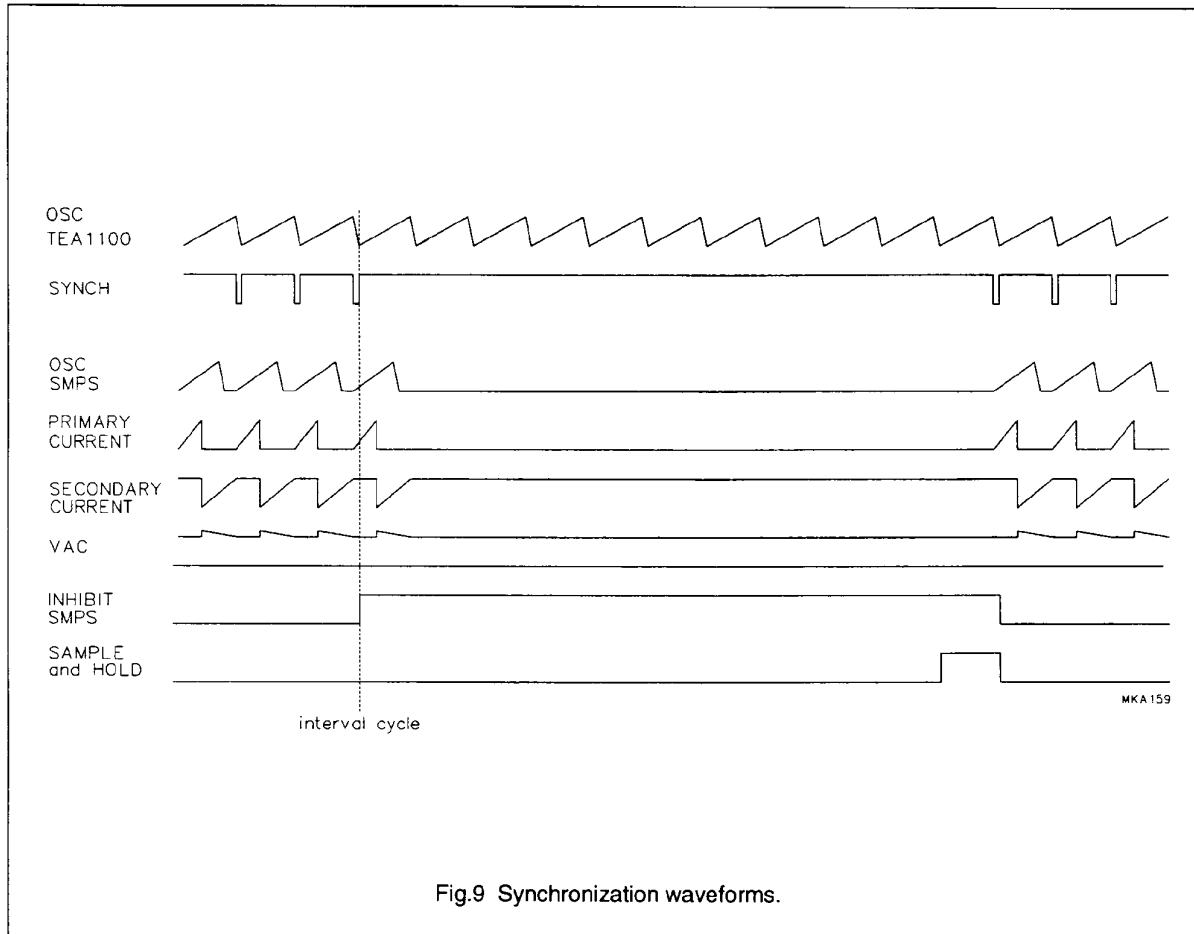 OSC
TEA1100
SYNCH
OSC
SMPS
PRIMARY
CURRENT
SECONDARY
CURRENT
VAC
INHIBIT
SMPS
SAMPLE
and HOLD
MKA159
interval cycle
Fig.9 Synchronization waveforms.